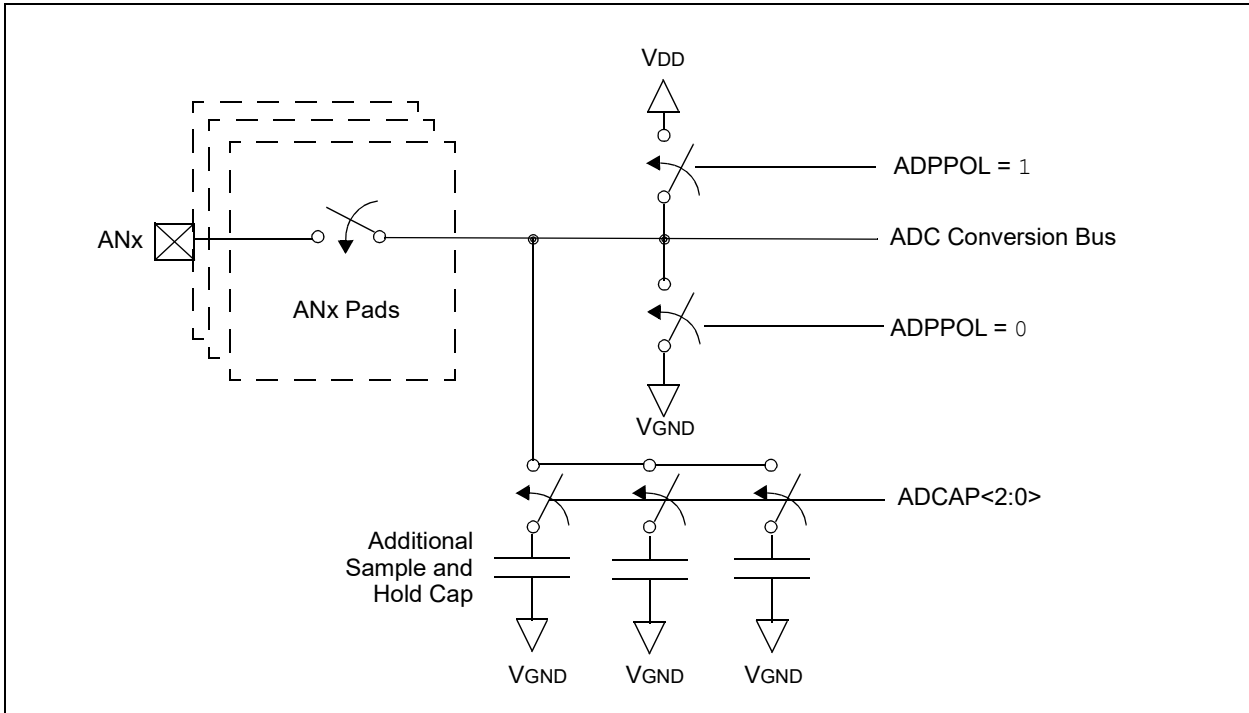 VDD
ADPPOL = 1
ANx
ADC Conversion Bus
ANx Pads
ADPPOL = 0
VGND
ADCAP<2:0>
Additional
Sample and
Hold Cap
VGND
VGND
VGND